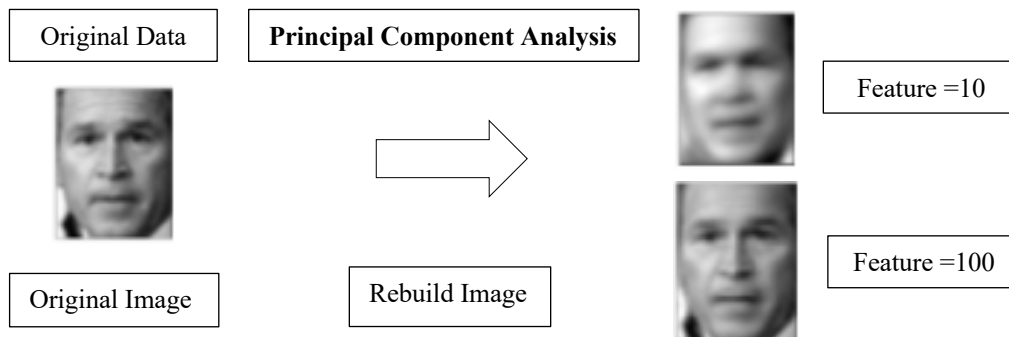 Original Data
Principal Component Analysis
Feature =10
Original Image
Rebuild Image
Feature =100